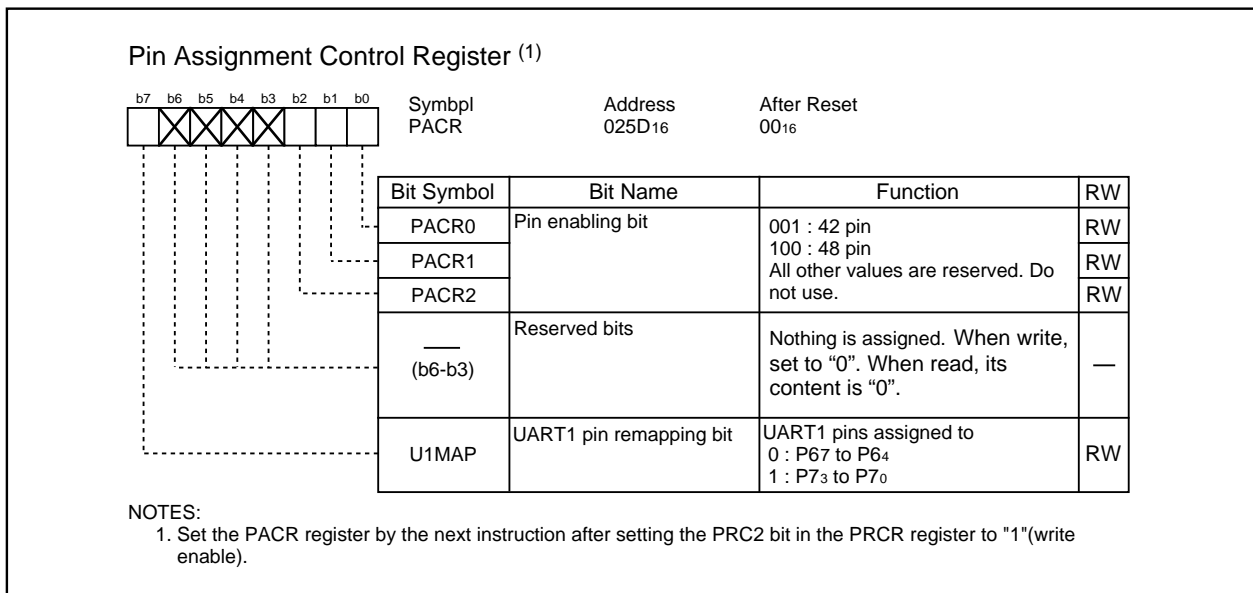 Pin Assignment Control Register (1)
b7 b6 b5 b4 b3 b2 b1 b0
Symbpl Address After Reset
PACR 025D16 0016
Bit Symbol Bit Name Function RW
PACR0 Pin enabling bit 001 : 42 pin RW
100 : 48 pin
PACR1 All other values are reserved. Do RW
PACR2 not use. RW
Reserved bits Nothing is assigned. When write,
— set to “0”. When read, its —
(b6-b3) content is “0”.
UART1 pin remapping bit UART1 pins assigned to
U1MAP 0 : P67 to P64 RW
1 : P73 to P70
NOTES:
1. Set the PACR register by the next instruction after setting the PRC2 bit in the PRCR register to "1"(write
enable).